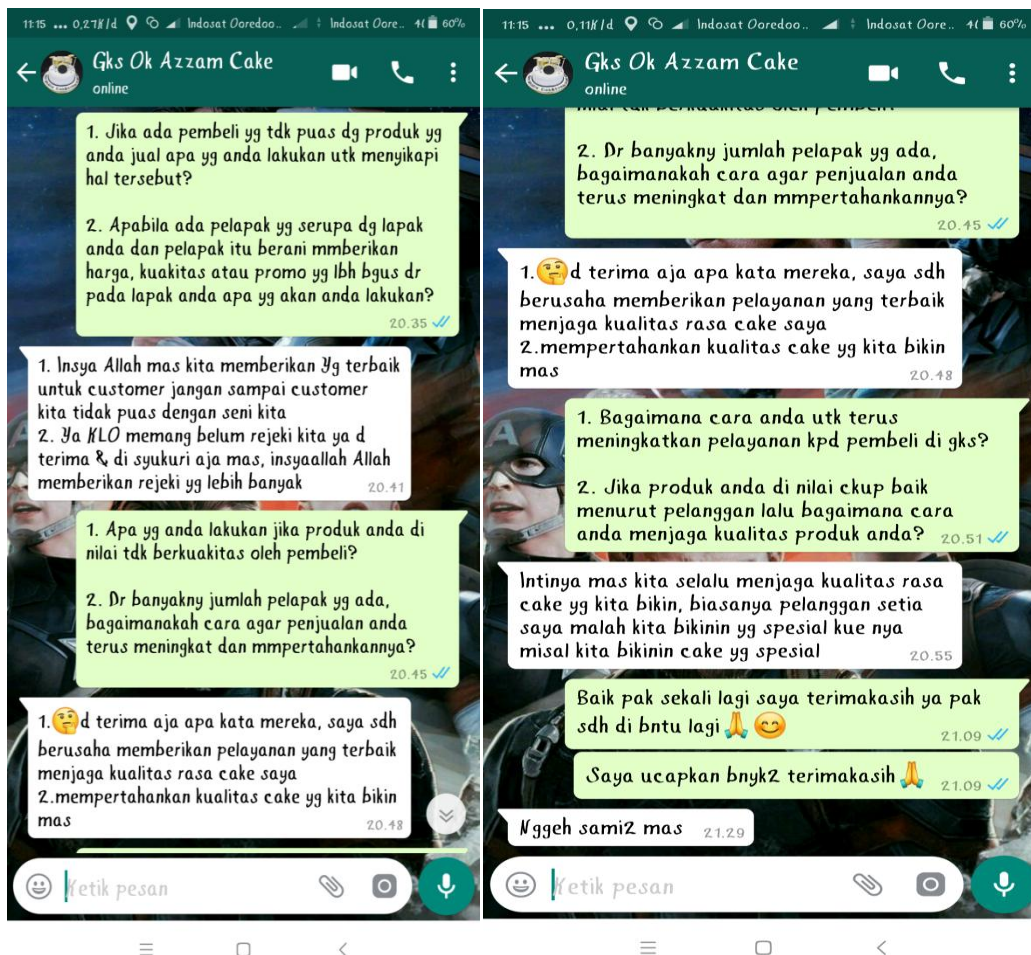 11:15 ... 0,27K/d Indosat Ooredoo.. Indosat Oore.. 60%
Gks Ok Azzam Cake
online
1. Jika ada pembeli yg tdk puas dg produk yg
anda jual apa yg anda lakukan utk menyikapi
hal tersebut?
2. Apabila ada pelapak yg serupa dg lapak
anda dan pelapak itu berani mmberikan
harga, kuakitas atau promo yg lbh bgus dr
pada lapak anda apa yg akan anda lakukan?
20.35
1. Insya Allah mas kita memberikan Yg terbaik
untuk customer jangan sampai customer
kita tidak puas dengan seni kita
2. Ya KLO memang belum rejeki kita ya d
terima & di syukuri aja mas, insyaallah Allah
memberikan rejeki yg lebih banyak
20.41
1. Apa yg anda lakukan jika produk anda di
nilai tdk berkuakitas oleh pembeli?
2. Dr banyakny jumlah pelapak yg ada,
bagaimanakah cara agar penjualan anda
terus meningkat dan mmpertahankannya?
20.45
1.🤔d terima aja apa kata mereka, saya sdh
berusaha memberikan pelayanan yang terbaik
menjaga kualitas rasa cake saya
2.mempertahankan kualitas cake yg kita bikin
mas
20.48
Ketik pesan
11:15 ... 0,11K/d Indosat Ooredoo.. Indosat Oore.. 60%
Gks Ok Azzam Cake
online
2. Dr banyakny jumlah pelapak yg ada,
bagaimanakah cara agar penjualan anda
terus meningkat dan mmpertahankannya?
20.45
1.🤔d terima aja apa kata mereka, saya sdh
berusaha memberikan pelayanan yang terbaik
menjaga kualitas rasa cake saya
2.mempertahankan kualitas cake yg kita bikin
mas
20.48
1. Bagaimana cara anda utk terus
meningkatkan pelayanan kpd pembeli di gks?
2. Jika produk anda di nilai ckup baik
menurut pelanggan lalu bagaimana cara
anda menjaga kualitas produk anda?
20.51
Intinya mas kita selalu menjaga kualitas rasa
cake yg kita bikin, biasanya pelanggan setia
saya malah kita bikinin yg spesial kue nya
misal kita bikinin cake yg spesial
20.55
Baik pak sekali lagi saya terimakasih ya pak
sdh di bntu lagi🙏😊
21.09
Saya ucapkan bnyk2 terimakasih🙏
21.09
Nggeh sami2 mas
21.29
Ketik pesan